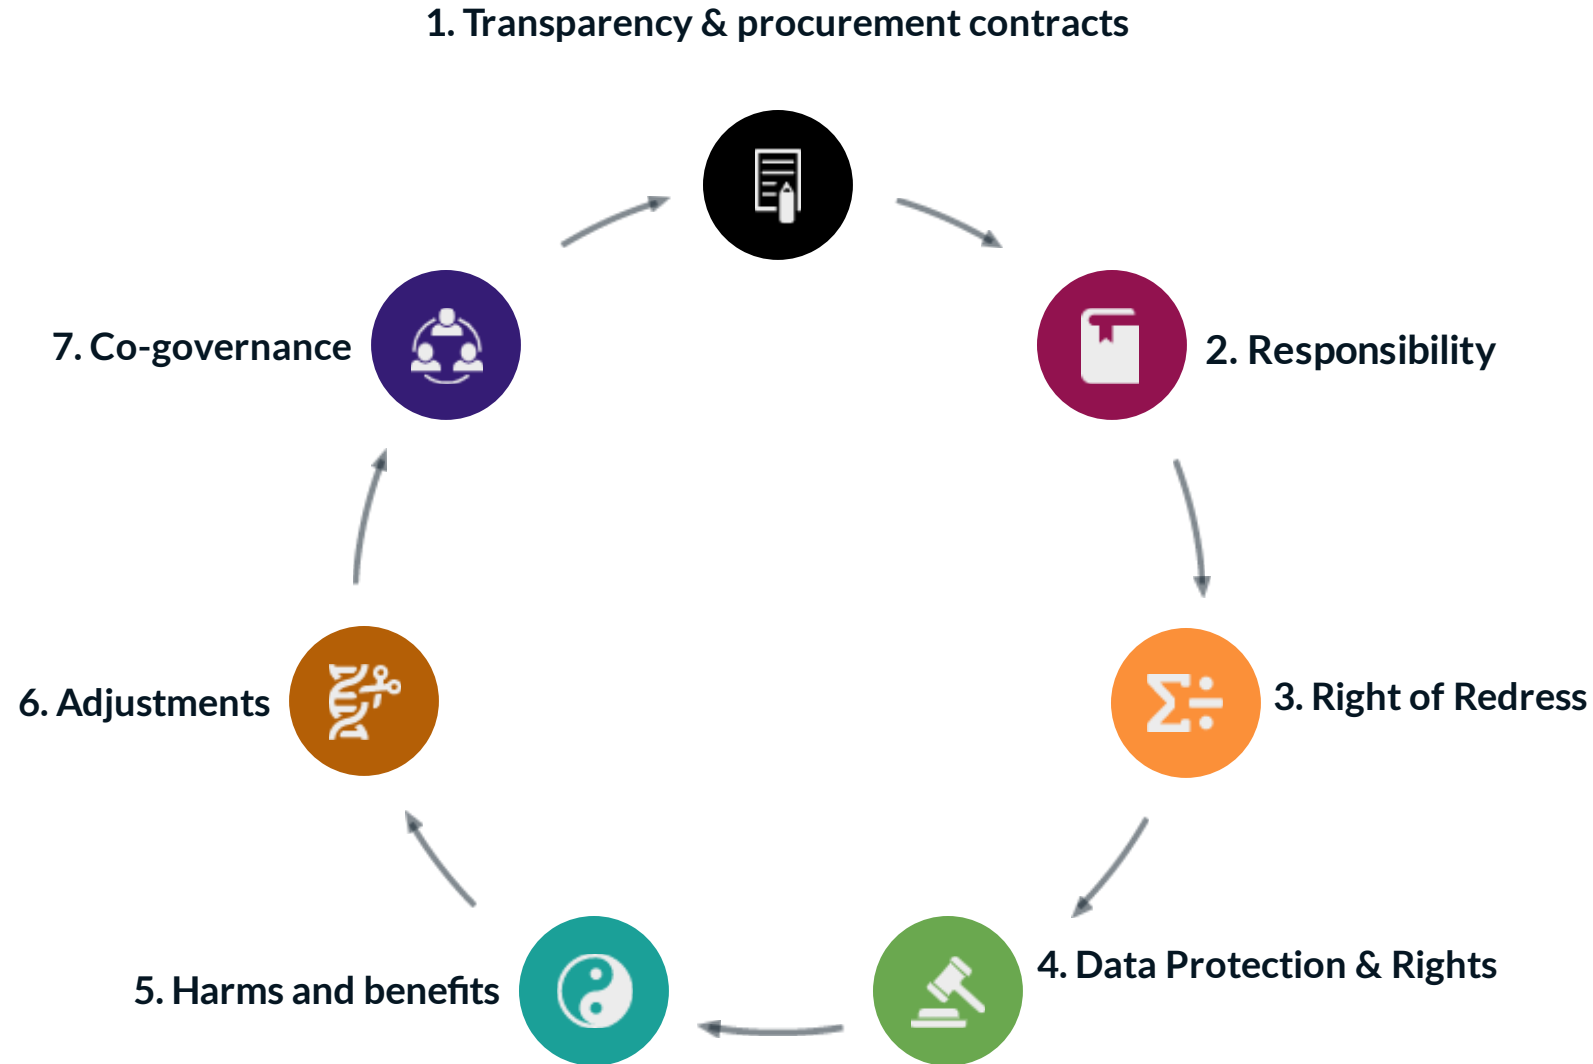 1. Transparency & procurement contracts
2. Responsibility
3. Right of Redress
4. Data Protection & Rights
5. Harms and benefits
6. Adjustments
7. Co-governance